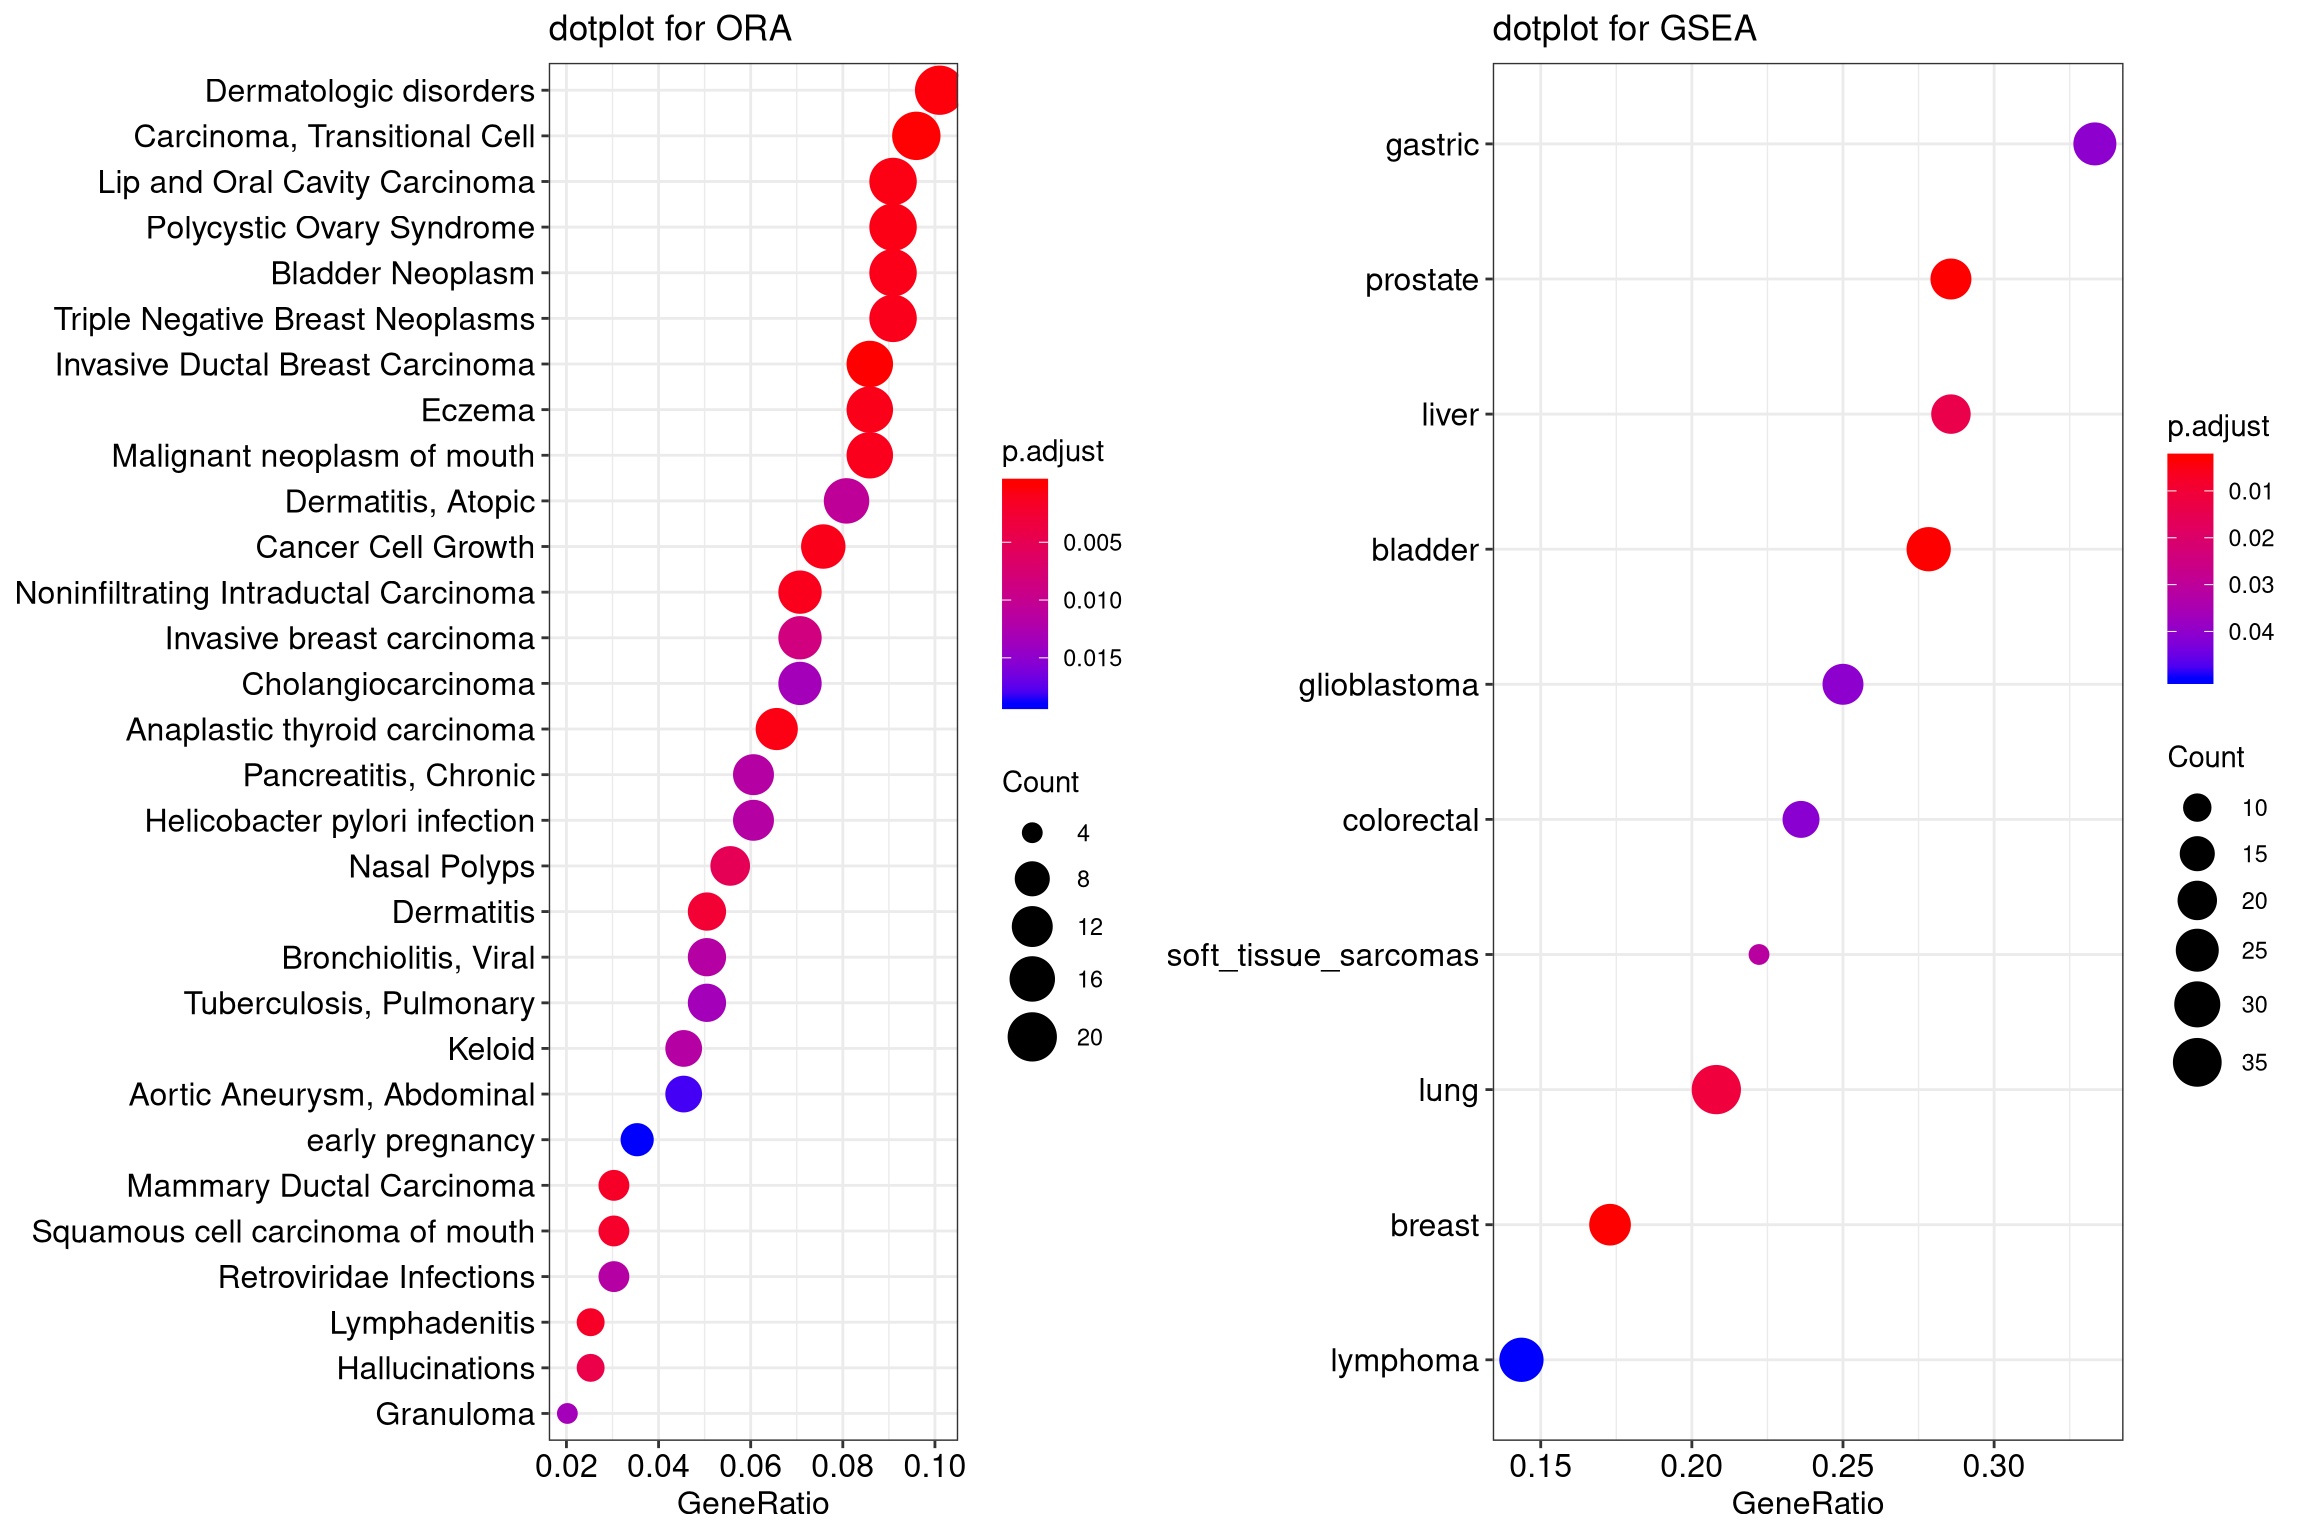 dotplot for ORA
Dermatologic disorders
Carcinoma, Transitional Cell
Lip and Oral Cavity Carcinoma
Polycystic Ovary Syndrome
Bladder Neoplasm
Triple Negative Breast Neoplasms
Invasive Ductal Breast Carcinoma
Eczema
Malignant neoplasm of mouth
Dermatitis, Atopic
Cancer Cell Growth
Noninfiltrating Intraductal Carcinoma
Invasive breast carcinoma
Cholangiocarcinoma
Anaplastic thyroid carcinoma
Pancreatitis, Chronic
Helicobacter pylori infection
Nasal Polyps
Dermatitis
Bronchiolitis, Viral
Tuberculosis, Pulmonary
Keloid
Aortic Aneurysm, Abdominal
early pregnancy
Mammary Ductal Carcinoma
Squamous cell carcinoma of mouth
Retroviridae Infections
Lymphadenitis
Hallucinations
Granuloma
0.02 0.04 0.06 0.08 0.10
GeneRatio
p.adjust
0.005
0.010
0.015
Count
4
8
12
16
20
dotplot for GSEA
gastric
prostate
liver
bladder
glioblastoma
colorectal
soft_tissue_sarcomas
lung
breast
lymphoma
0.15 0.20 0.25 0.30
GeneRatio
p.adjust
0.01
0.02
0.03
0.04
Count
10
15
20
25
30
35